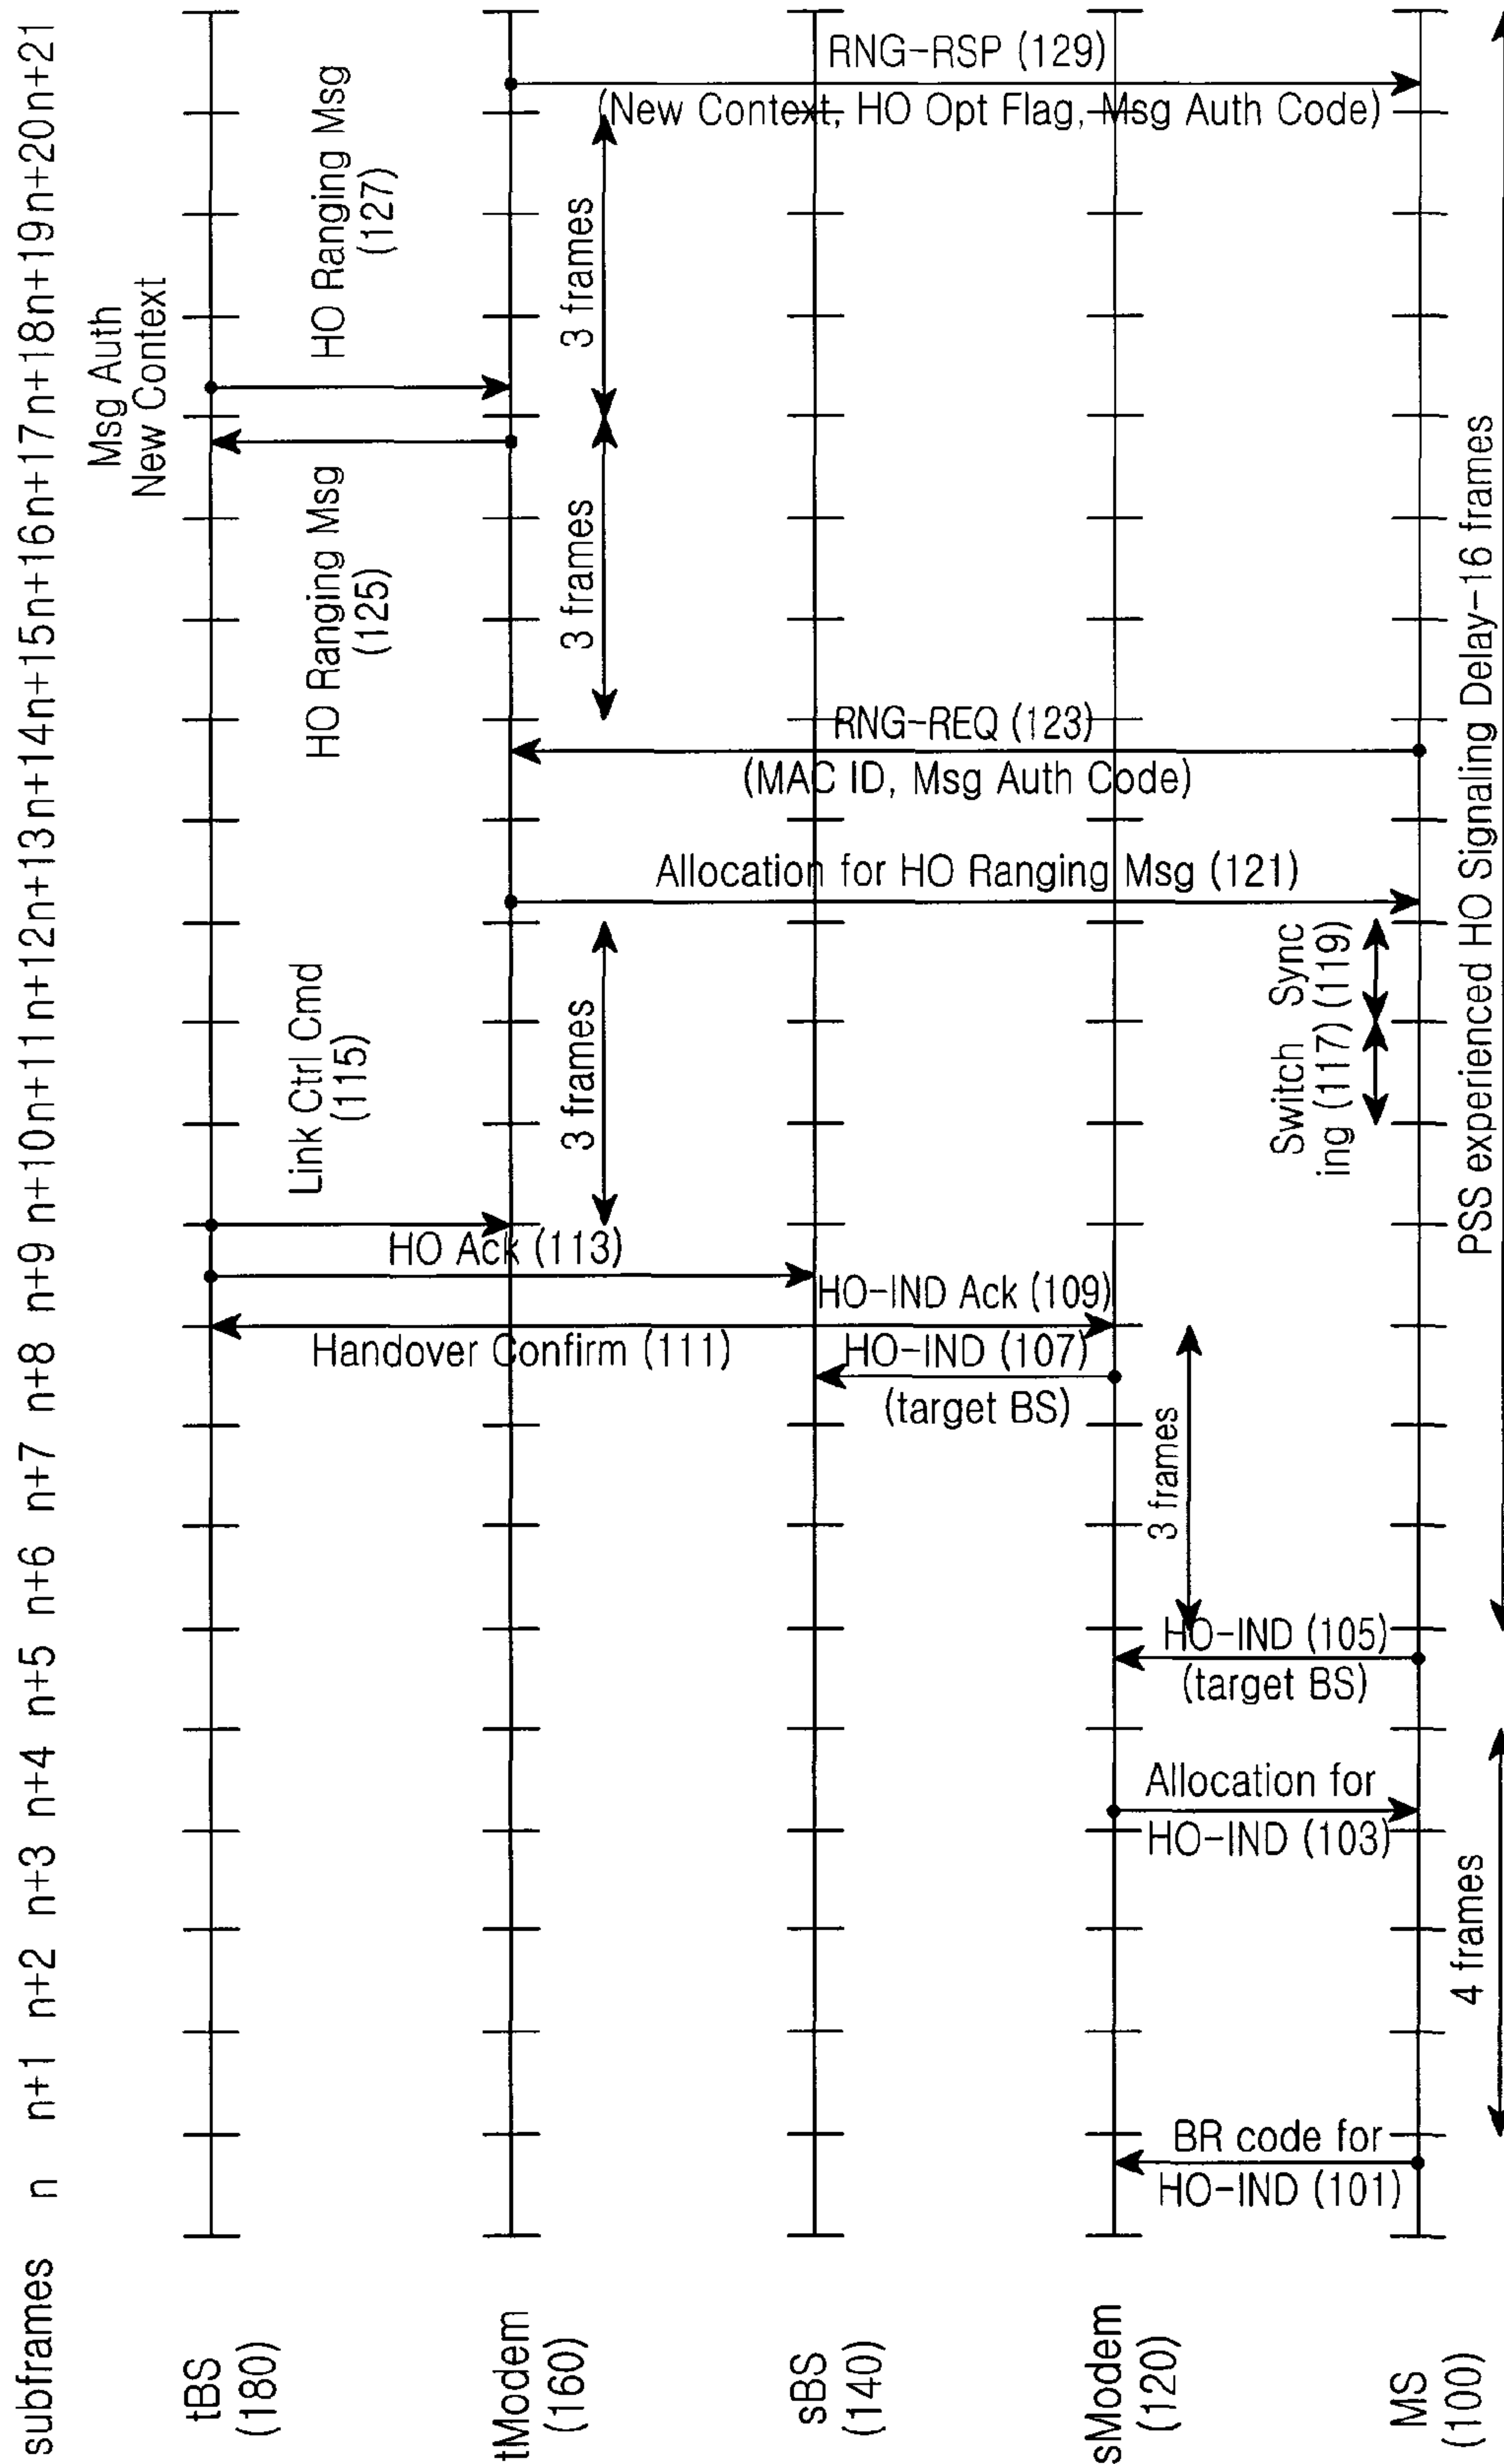 subframes n n+1 n+2 n+3 n+4 n+5 n+6 n+7 n+8 n+9 n+10 n+11 n+12 n+13 n+14 n+15 n+16 n+17 n+18 n+19 n+20 n+21
Msg Auth
New Context
tBS
(180)
Link Ctrl Cmd
(115)
HO Ranging Msg
(125)
HO Ranging Msg
(127)
tModem
(160)
HO Ack (113)
Handover Confirm (111)
3 frames
3 frames
3 frames
sBS
(140)
HO-IND Ack (109)
HO-IND (107)
(target BS)
Allocation for HO Ranging Msg (121)
RNG-REQ (123)
(MAC ID, Msg Auth Code)
RNG-RSP (129)
(New Context, HO Opt Flag, Msg Auth Code)
sModem
(120)
BR code for
HO-IND (101)
Allocation for
HO-IND (103)
HO-IND (105)
(target BS)
3 frames
Switch Sync
ing (117) (119)
MS
(100)
4 frames
PSS experienced HO Signaling Delay-16 frames